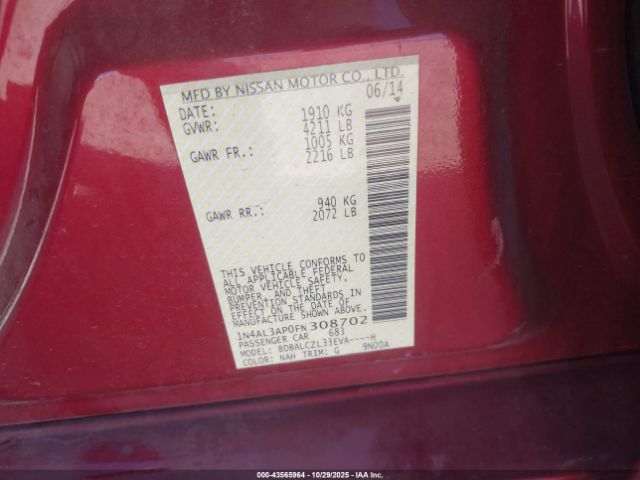 MFD BY NISSAN MOTOR CO., LTD.
DATE: 06/14
GVWR: 1910 KG
4211 LB
GAWR FR.: 1005 KG
2216 LB
GAWR RR.: 940 KG
2072 LB
THIS VEHICLE CONFORMS TO
ALL APPLICABLE FEDERAL
MOTOR VEHICLE SAFETY,
BUMPER, AND THEFT
PREVENTION STANDARDS IN
EFFECT ON THE DATE OF
MANUFACTURE SHOWN ABOVE.
1N4AL3AP0FN308702
PASSENGER CAR 683
MODEL: BDBALCZL33EVA----H
COLOR: NAH TRIM: G 9N00A
000-43565964 | 10/29/2025 - IAA Inc.